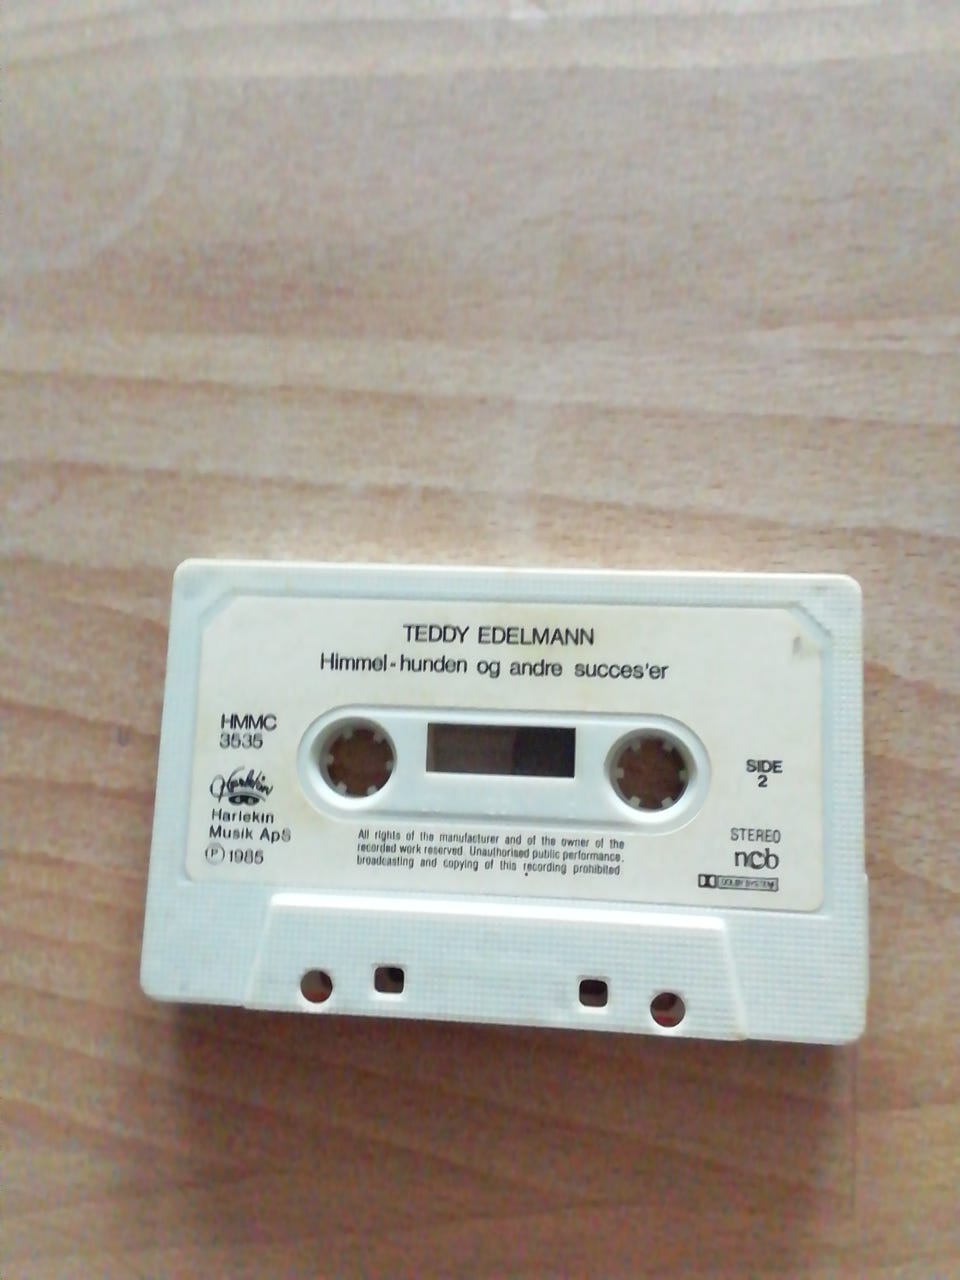 TEDDY EDELMANN
Himmel-hunden og andre succes'er
HMMC
3535
Harlekin
Harlekin
Musik ApS
Ⓟ 1985
SIDE
2
STEREO
ncb
DOLBY SYSTEM
All rights of the manufacturer and of the owner of the
recorded work reserved. Unauthorised public performance,
broadcasting and copying of this recording prohibited